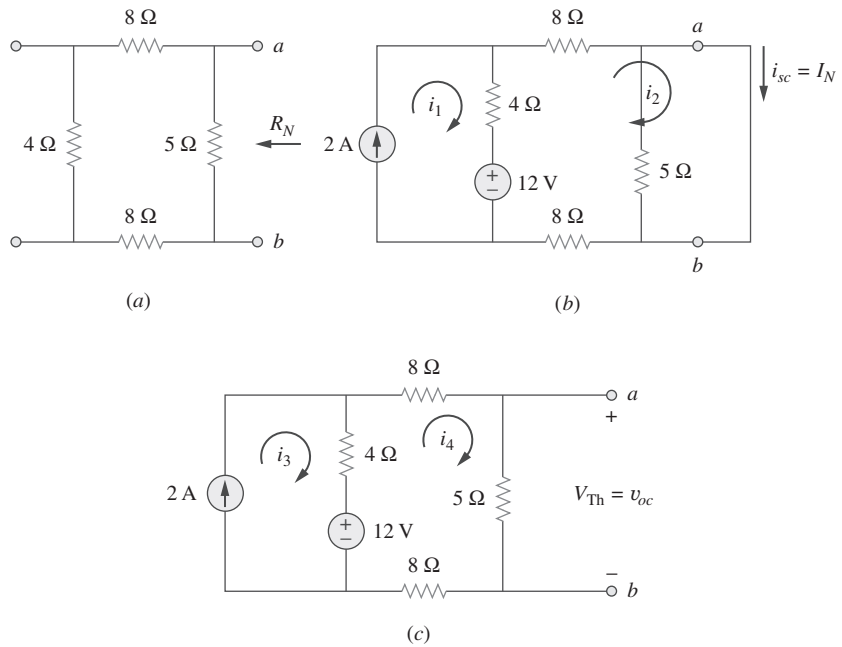 8 Ω
a
4 Ω
5 Ω
R_N
8 Ω
b
(a)
8 Ω
a
i_sc = I_N
i_1
4 Ω
i_2
2 A
+
−
12 V
5 Ω
8 Ω
b
(b)
8 Ω
a
+
i_3
4 Ω
i_4
2 A
5 Ω
V_Th = v_oc
+
−
12 V
8 Ω
−
b
(c)